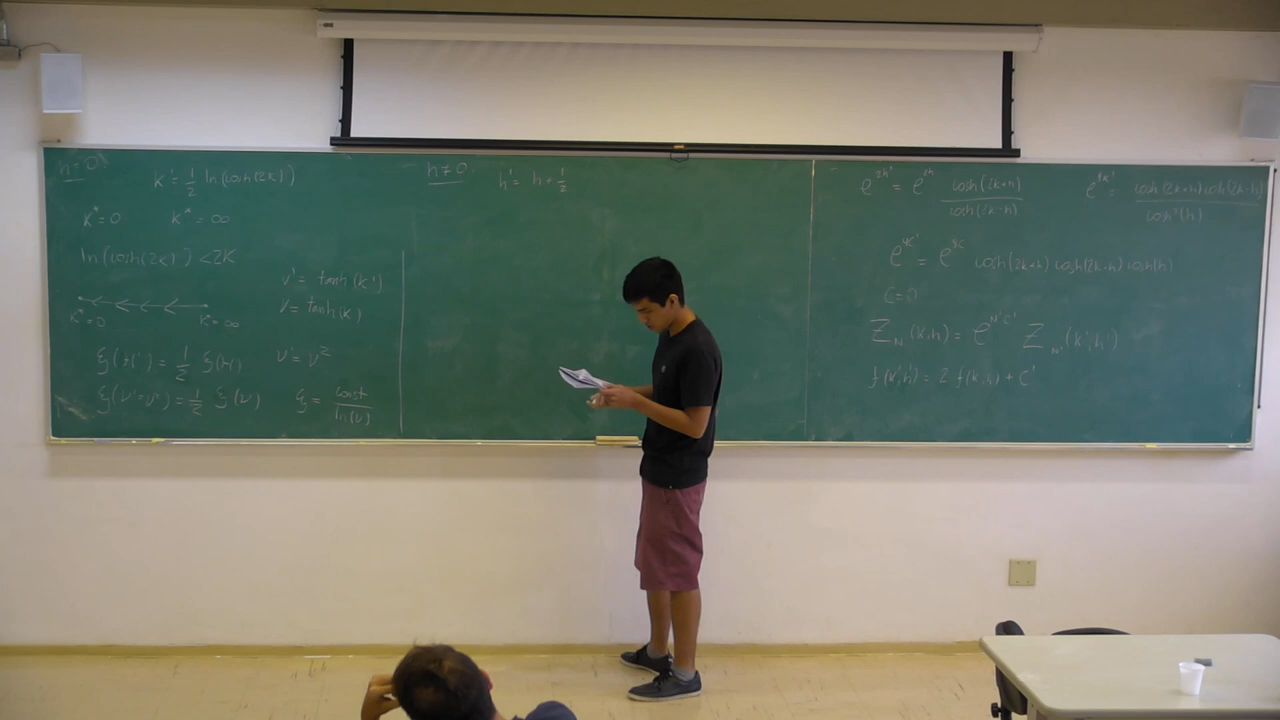 h=0!
K' = 1/2 ln(cosh(2K))
K* = 0 K* = ∞
ln(cosh(2K)) < 2K
v' = tanh(K')
v = tanh(K)
K* = 0 K* = ∞
ξ(t') = 1/2 ξ(t) v' = v²
ξ(v' = v²) = 1/2 ξ(v) ξ = const/ln(v)
h≠0
h' = h + 1/2
e^{2h'} = e^{2h} cosh(2K+h)/cosh(2K-h)
e^{4K'} = cosh(2K+h) cosh(2K-h)/cosh²(h)
e^{4C'} = e^{8C} cosh(2K+h) cosh(2K-h) cosh(h)
C=0
Z_N(K,h) = e^{N'C'} Z_{N'}(K',h')
f(K',h') = 2 f(K,h) + C'